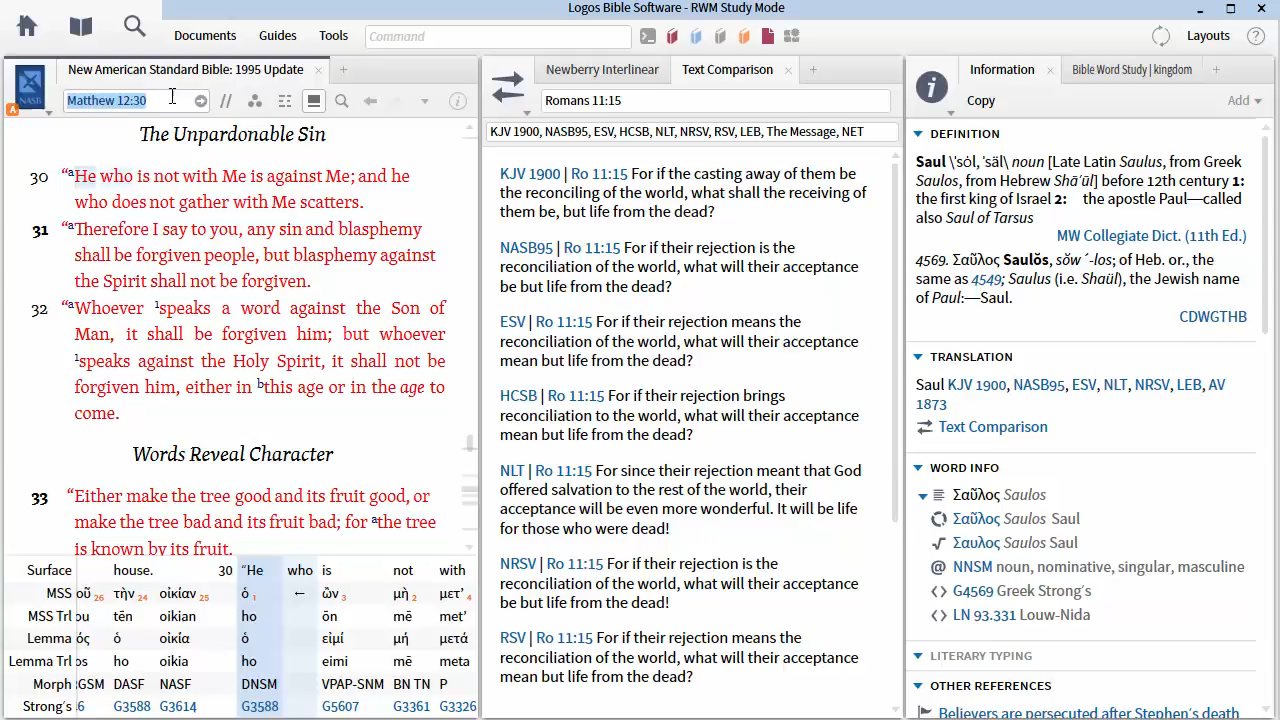 Logos Bible Software - RWM Study Mode
Documents Guides Tools Command Layouts
New American Standard Bible: 1995 Update
Matthew 12:30
NASB
A
The Unpardonable Sin
30 “ᵃHe who is not with Me is against Me; and he
who does not gather with Me scatters.
31 “ᵃTherefore I say to you, any sin and blasphemy
shall be forgiven people, but blasphemy against
the Spirit shall not be forgiven.
32 “ᵃWhoever ¹speaks a word against the Son of
Man, it shall be forgiven him; but whoever
¹speaks against the Holy Spirit, it shall not be
forgiven him, either in ᵇthis age or in the age to
come.
Words Reveal Character
33 “Either make the tree good and its fruit good, or
make the tree bad and its fruit bad; for ᵃthe tree
is known by its fruit.
Surface house. 30 “He who is not with
MSS οὗ 26 τὴν 24 οἰκίαν 25 ὁ 1 ← ὢν 3 μὴ 2 μετ’ 4
MSS Trl ou tēn oikian ho ōn mē met’
Lemma ός ὁ οἰκία ὁ εἰμί μή μετά
Lemma Trl os ho oikia ho eimi mē meta
Morph GSM DASF NASF DNSM VPAP-SNM BN TN P
Strong’s 6 G3588 G3614 G3588 G5607 G3361 G3326
Newberry Interlinear Text Comparison
Romans 11:15
KJV 1900, NASB95, ESV, HCSB, NLT, NRSV, RSV, LEB, The Message, NET
KJV 1900 | Ro 11:15 For if the casting away of them be
the reconciling of the world, what shall the receiving of
them be, but life from the dead?
NASB95 | Ro 11:15 For if their rejection is the
reconciliation of the world, what will their acceptance
be but life from the dead?
ESV | Ro 11:15 For if their rejection means the
reconciliation of the world, what will their acceptance
mean but life from the dead?
HCSB | Ro 11:15 For if their rejection brings
reconciliation to the world, what will their acceptance
mean but life from the dead?
NLT | Ro 11:15 For since their rejection meant that God
offered salvation to the rest of the world, their
acceptance will be even more wonderful. It will be life
for those who were dead!
NRSV | Ro 11:15 For if their rejection is the
reconciliation of the world, what will their acceptance
be but life from the dead!
RSV | Ro 11:15 For if their rejection means the
reconciliation of the world, what will their acceptance
mean but life from the dead?
Information Bible Word Study | kingdom
Copy Add
DEFINITION
Saul \ˈsȯl, ˈsäl\ noun [Late Latin Saulus, from Greek
Saulos, from Hebrew Shāʾūl] before 12th century 1:
the first king of Israel 2: the apostle Paul—called
also Saul of Tarsus
MW Collegiate Dict. (11th Ed.)
4569. Σαῦλος Saulŏs, sŏw´-los; of Heb. or., the
same as 4549; Saulus (i.e. Shaül), the Jewish name
of Paul:—Saul.
CDWGTHB
TRANSLATION
Saul KJV 1900, NASB95, ESV, NLT, NRSV, LEB, AV
1873
Text Comparison
WORD INFO
Σαῦλος Saulos
Σαῦλος Saulos Saul
Σαυλος Saulos Saul
@ NNSM noun, nominative, singular, masculine
G4569 Greek Strong’s
LN 93.331 Louw-Nida
LITERARY TYPING
OTHER REFERENCES
Believers are persecuted after Stephen’s death